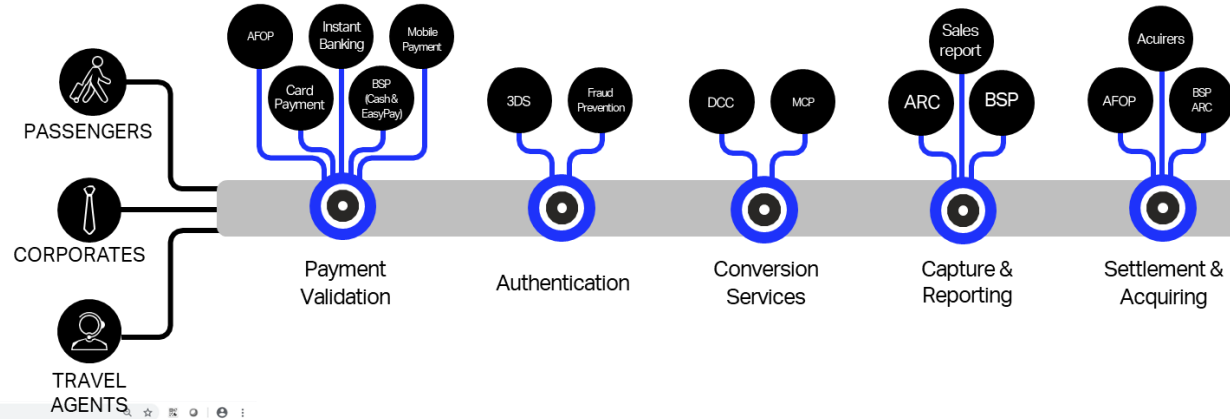 PASSENGERS
CORPORATES
TRAVEL
AGENTS
AFOP
Instant
Banking
Mobile
Payment
Card
Payment
BSP
(Cash &
EasyPay)
Payment
Validation
3DS
Fraud
Prevention
Authentication
DCC
MCP
Conversion
Services
Sales
report
ARC
BSP
Capture &
Reporting
Acuirers
AFOP
BSP
ARC
Settlement &
Acquiring